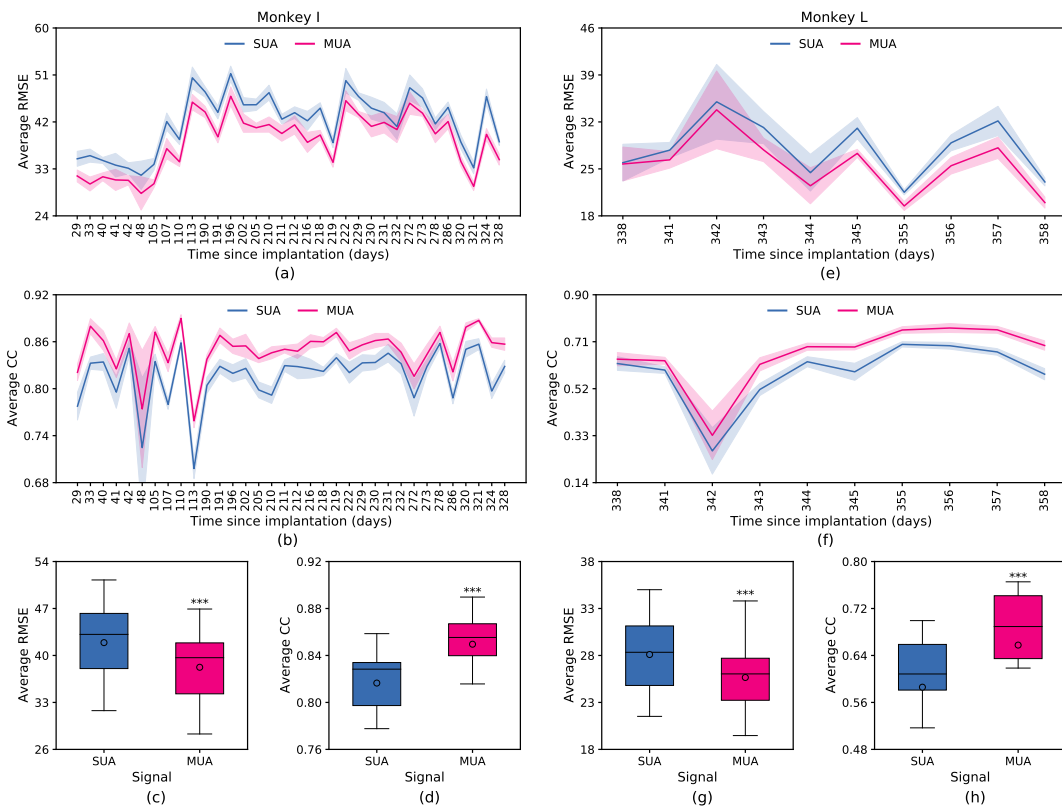 Monkey I
Average RMSE
60
51
42
33
24
SUA
MUA
29 33 40 41 42 48 105 107 110 113 190 191 196 202 205 210 211 212 216 218 219 222 229 230 231 232 272 273 278 286 320 321 324 328
Time since implantation (days)
(a)
Monkey L
Average RMSE
46
39
32
25
18
SUA
MUA
338 341 342 343 344 345 355 356 357 358
Time since implantation (days)
(e)
Average CC
0.92
0.86
0.80
0.74
0.68
SUA
MUA
29 33 40 41 42 48 105 107 110 113 190 191 196 202 205 210 211 212 216 218 219 222 229 230 231 232 272 273 278 286 320 321 324 328
Time since implantation (days)
(b)
Average CC
0.90
0.71
0.52
0.33
0.14
SUA
MUA
338 341 342 343 344 345 355 356 357 358
Time since implantation (days)
(f)
Average RMSE
54
47
40
33
26
***
SUA MUA
Signal
(c)
Average CC
0.92
0.88
0.84
0.80
0.76
***
SUA MUA
Signal
(d)
Average RMSE
38
33
28
23
18
***
SUA MUA
Signal
(g)
Average CC
0.80
0.72
0.64
0.56
0.48
***
SUA MUA
Signal
(h)